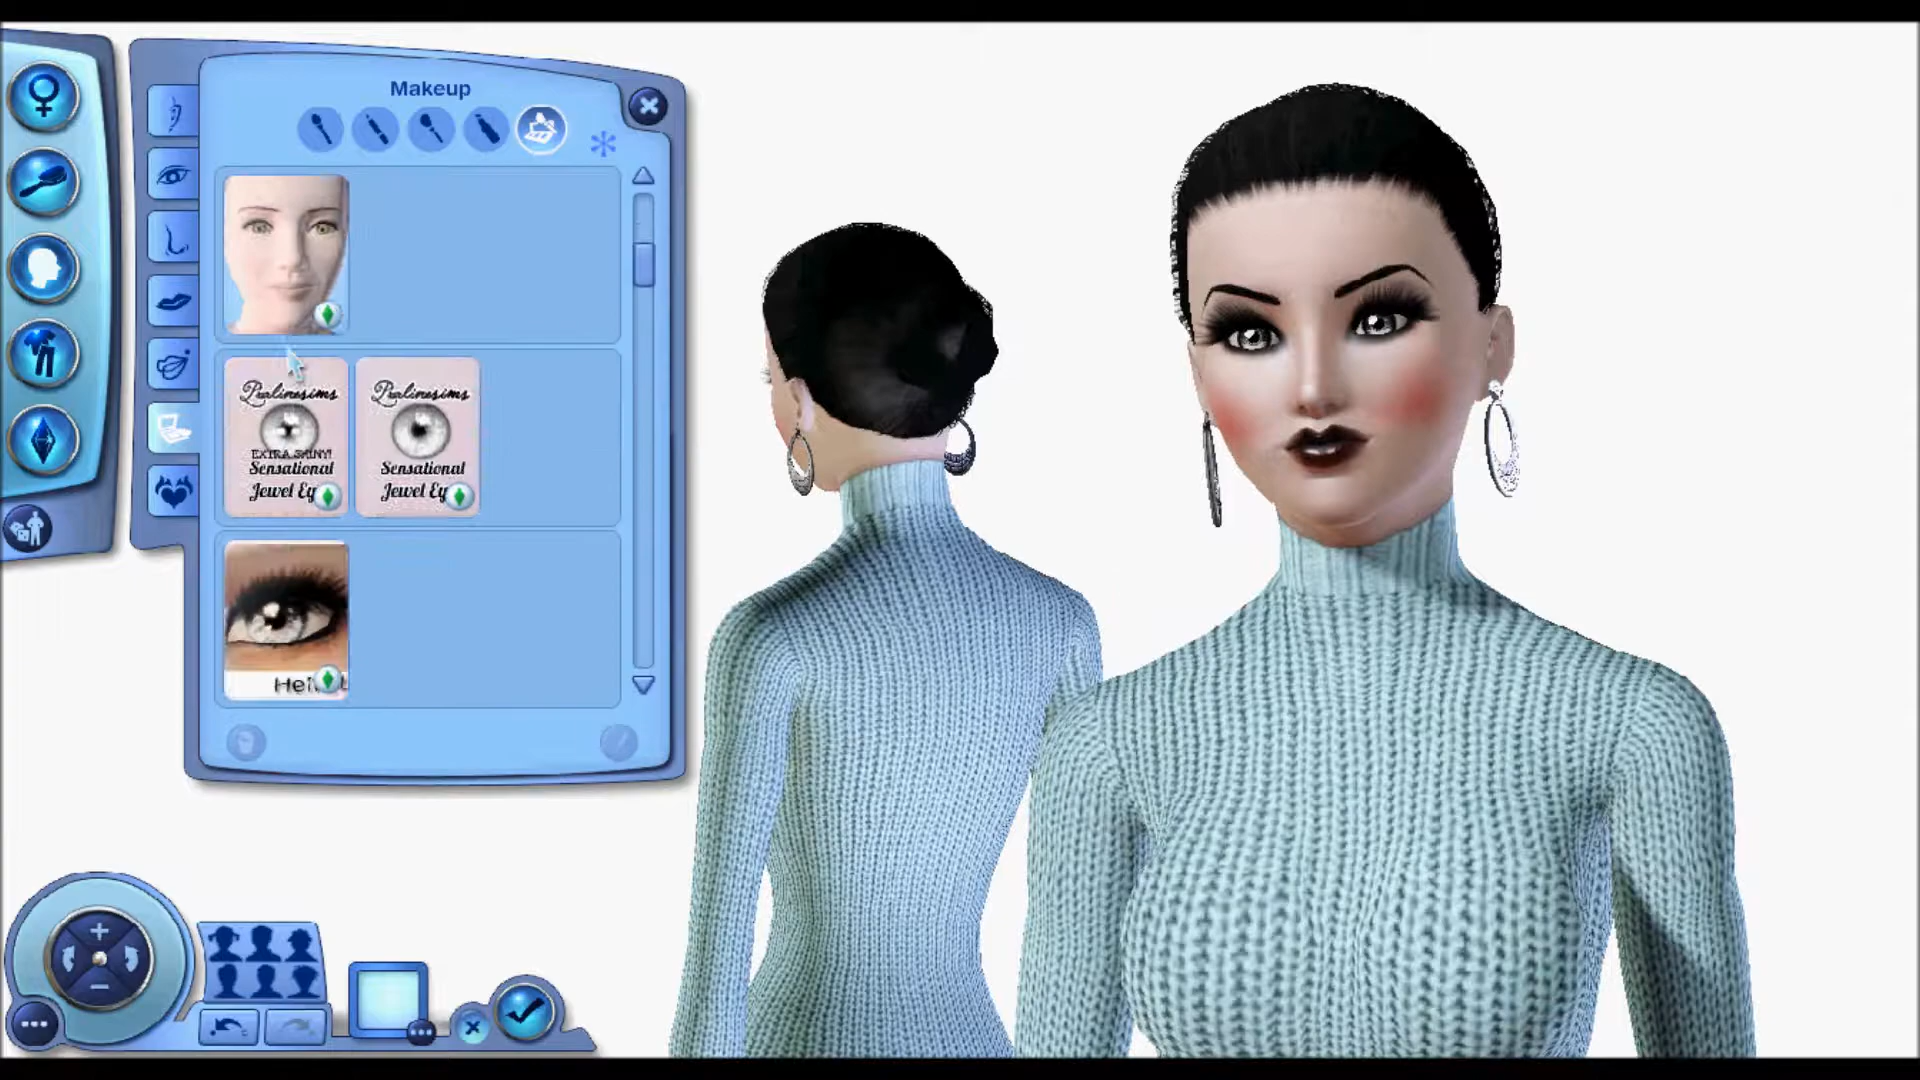 Makeup
Pralinesims
EXTRA SHINY!
Sensational
Jewel Ey
Pralinesims
Sensational
Jewel Ey